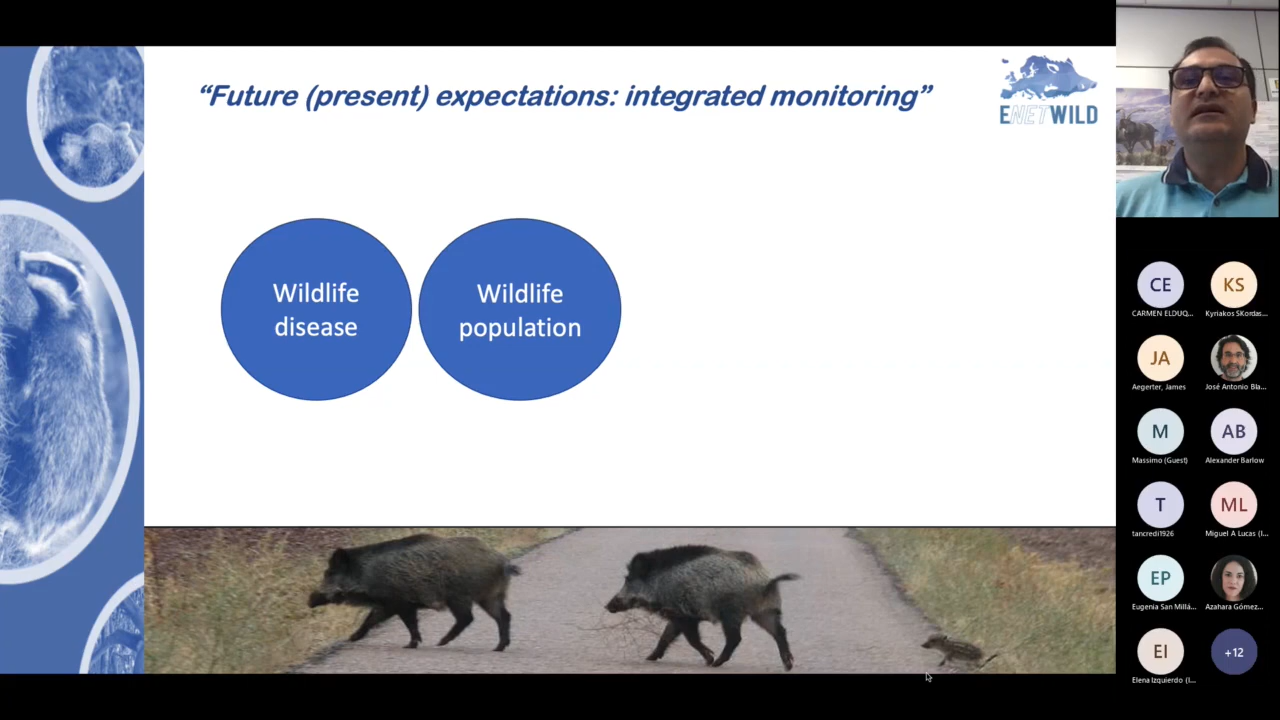 “Future (present) expectations: integrated monitoring”
ENETWILD
Wildlife
disease
Wildlife
population
CE
KS
CARMEN ELDUQ...
Kyriakos SKordas...
JA
Aegerter, James
José Antonio Bla...
M
AB
Massimo (Guest)
Alexander Barlow
T
ML
tancredi1926
Miguel A Lucas (I...
EP
Eugenia San Millá...
Azahara Gómez...
EI
+12
Elena Izquierdo (I...